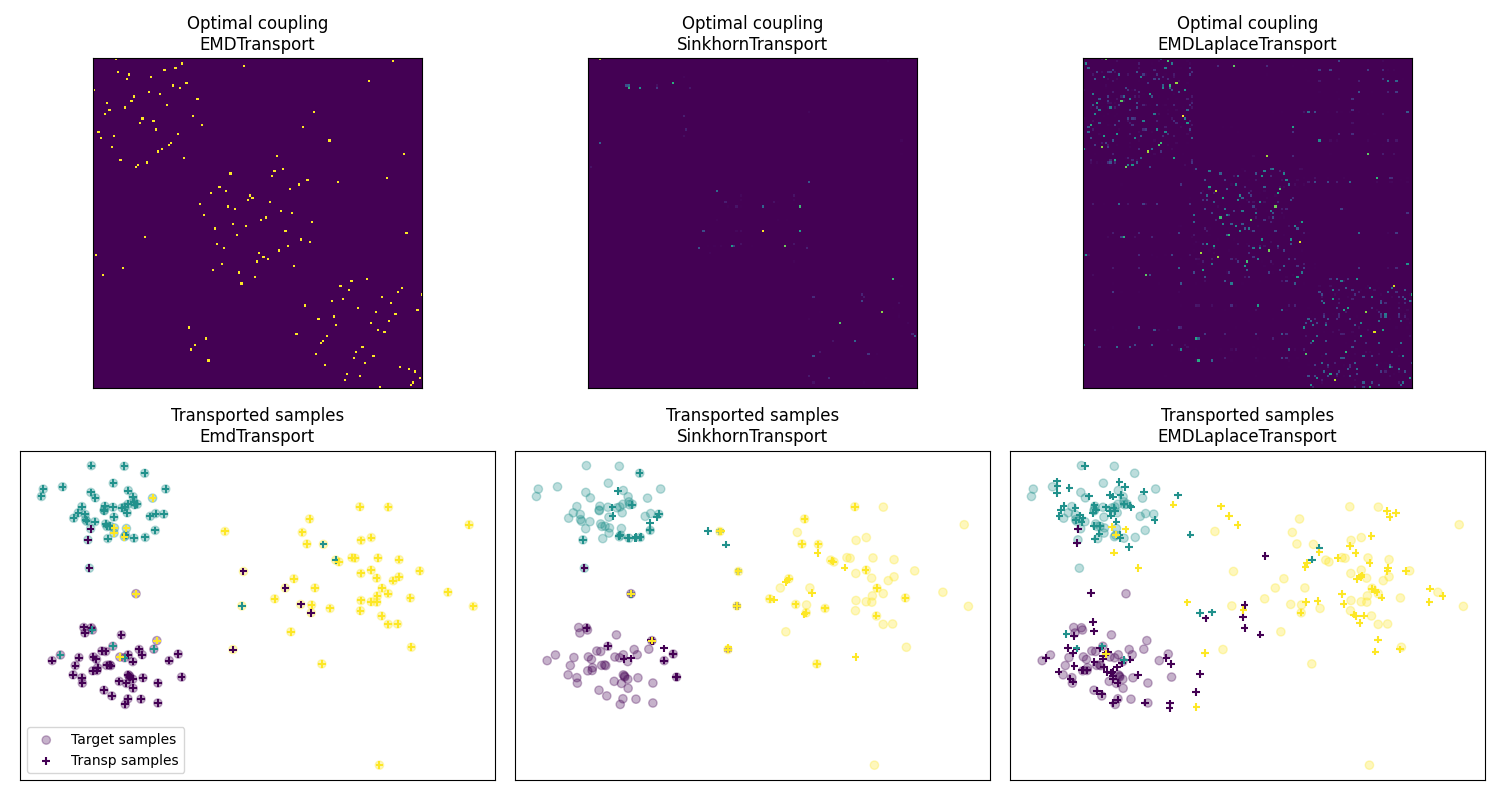 Optimal coupling
EMDTransport
Optimal coupling
SinkhornTransport
Optimal coupling
EMDLaplaceTransport
Transported samples
EmdTransport
Transported samples
SinkhornTransport
Transported samples
EMDLaplaceTransport
Target samples
Transp samples